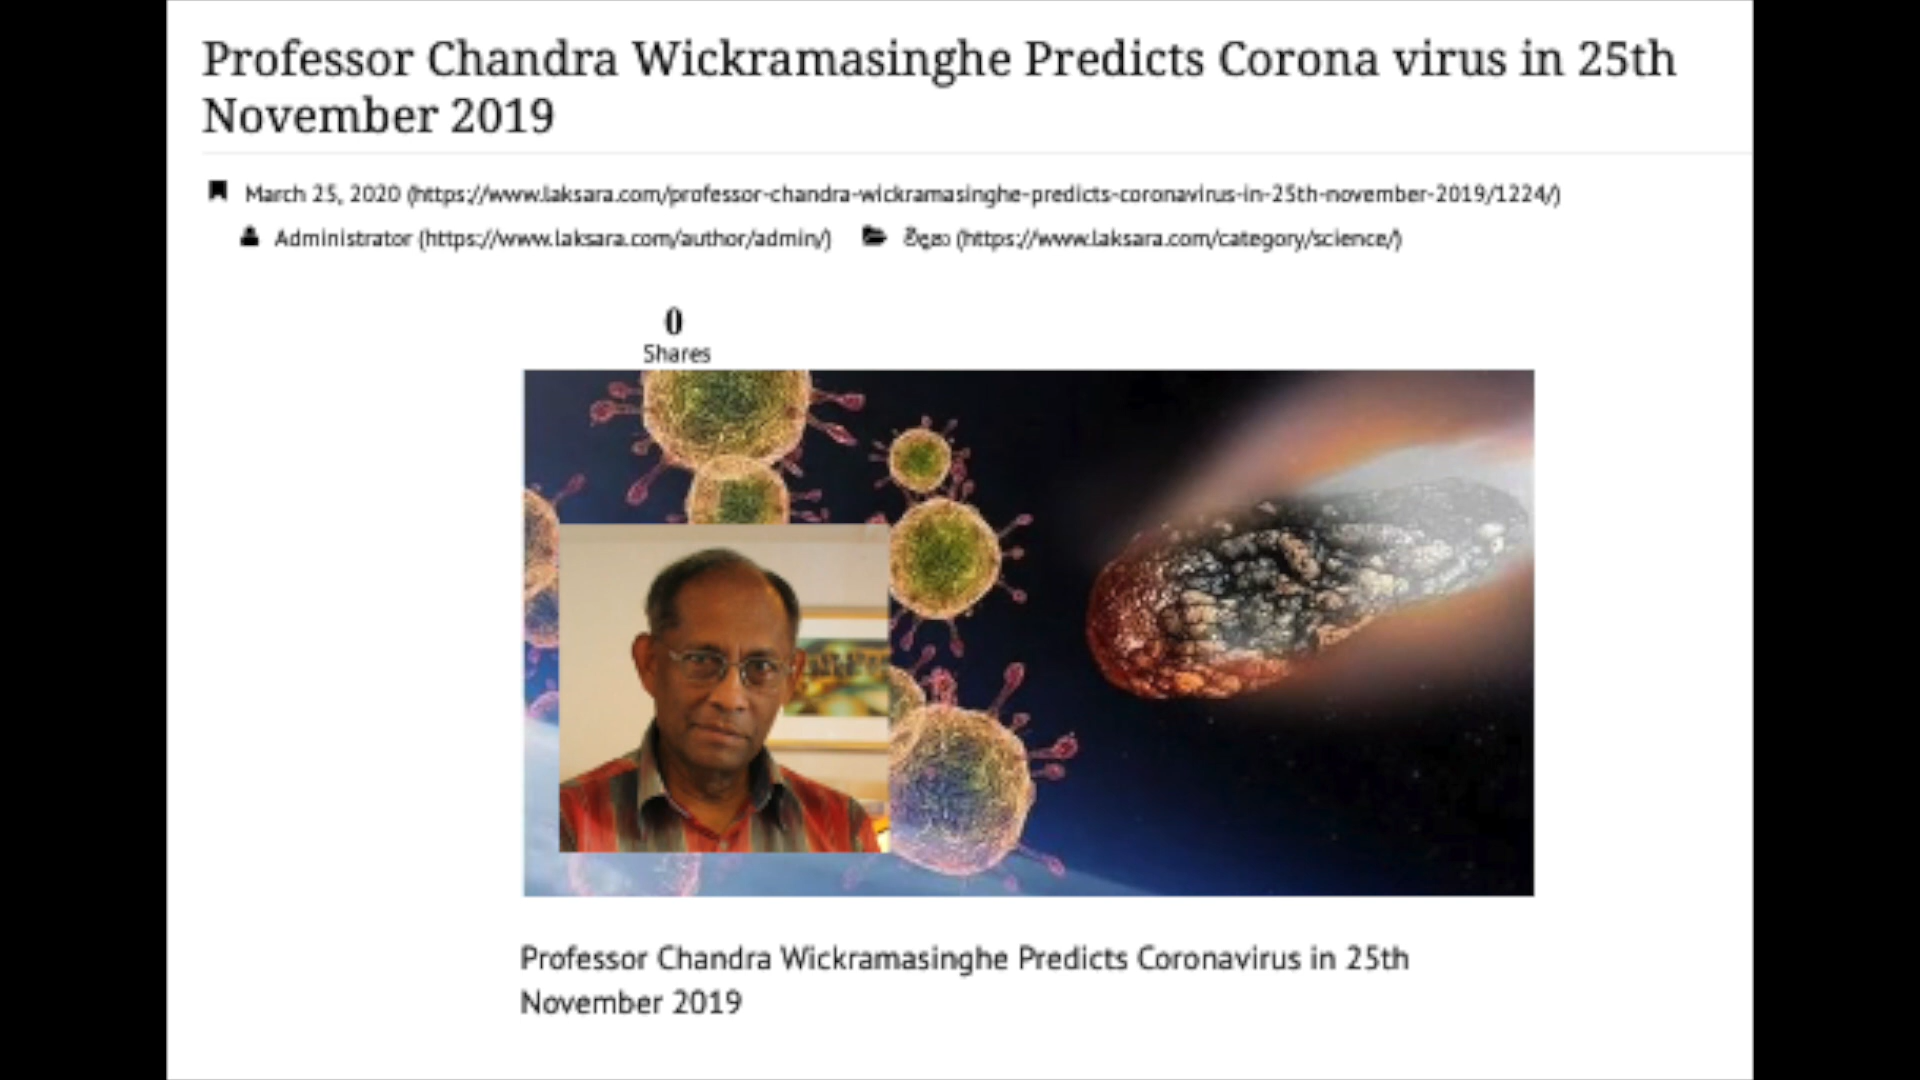 Professor Chandra Wickramasinghe Predicts Corona virus in 25th
November 2019
March 25, 2020 (https://www.laksara.com/professor-chandra-wickramasinghe-predicts-coronavirus-in-25th-november-2019/1224/)
Administrator (https://www.laksara.com/author/admin/) විද්‍යා (https://www.laksara.com/category/science/)
0
Shares
Professor Chandra Wickramasinghe Predicts Coronavirus in 25th
November 2019